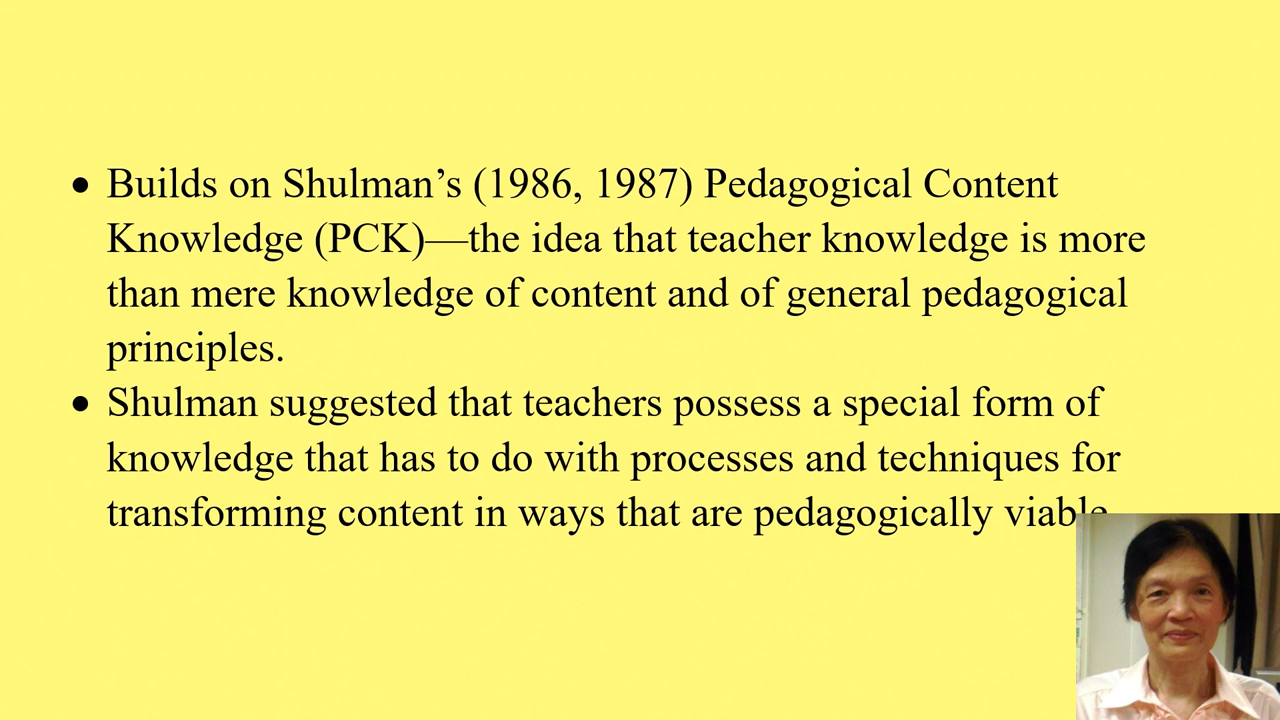 • Builds on Shulman’s (1986, 1987) Pedagogical Content
Knowledge (PCK)—the idea that teacher knowledge is more
than mere knowledge of content and of general pedagogical
principles.
• Shulman suggested that teachers possess a special form of
knowledge that has to do with processes and techniques for
transforming content in ways that are pedagogically viable